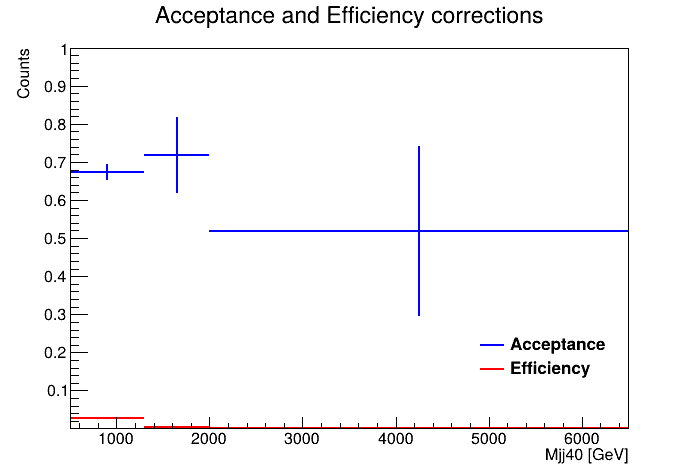 Acceptance and Efficiency corrections
Counts
1
0.9
0.8
0.7
0.6
0.5
0.4
0.3
0.2
0.1
Acceptance
Efficiency
1000 2000 3000 4000 5000 6000
Mjj40 [GeV]